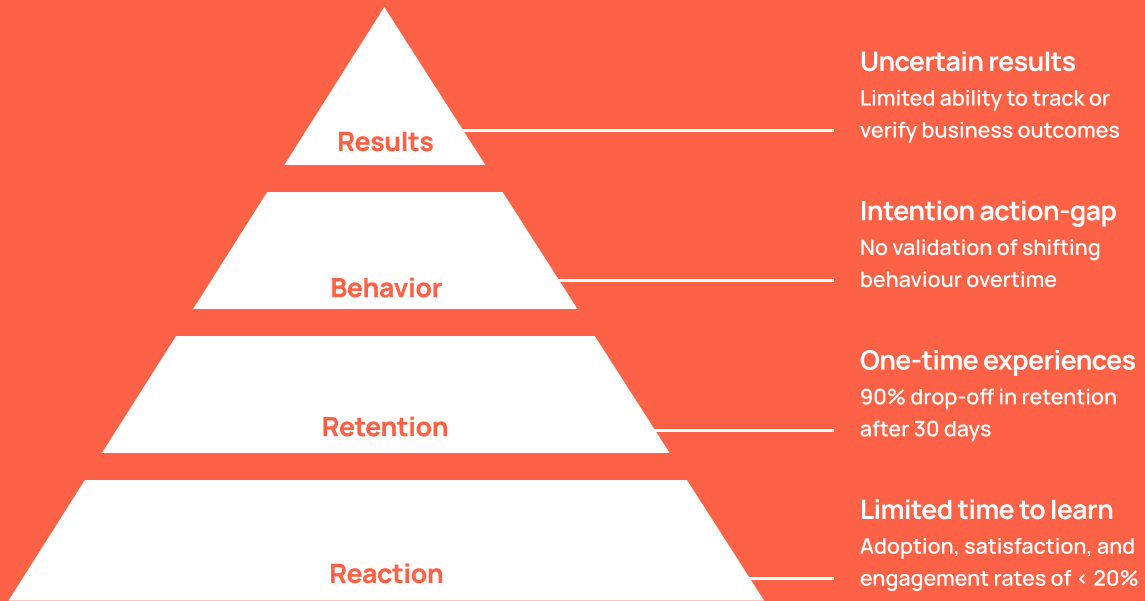 Results
Uncertain results
Limited ability to track or
verify business outcomes
Behavior
Intention action-gap
No validation of shifting
behaviour overtime
Retention
One-time experiences
90% drop-off in retention
after 30 days
Reaction
Limited time to learn
Adoption, satisfaction, and
engagement rates of < 20%